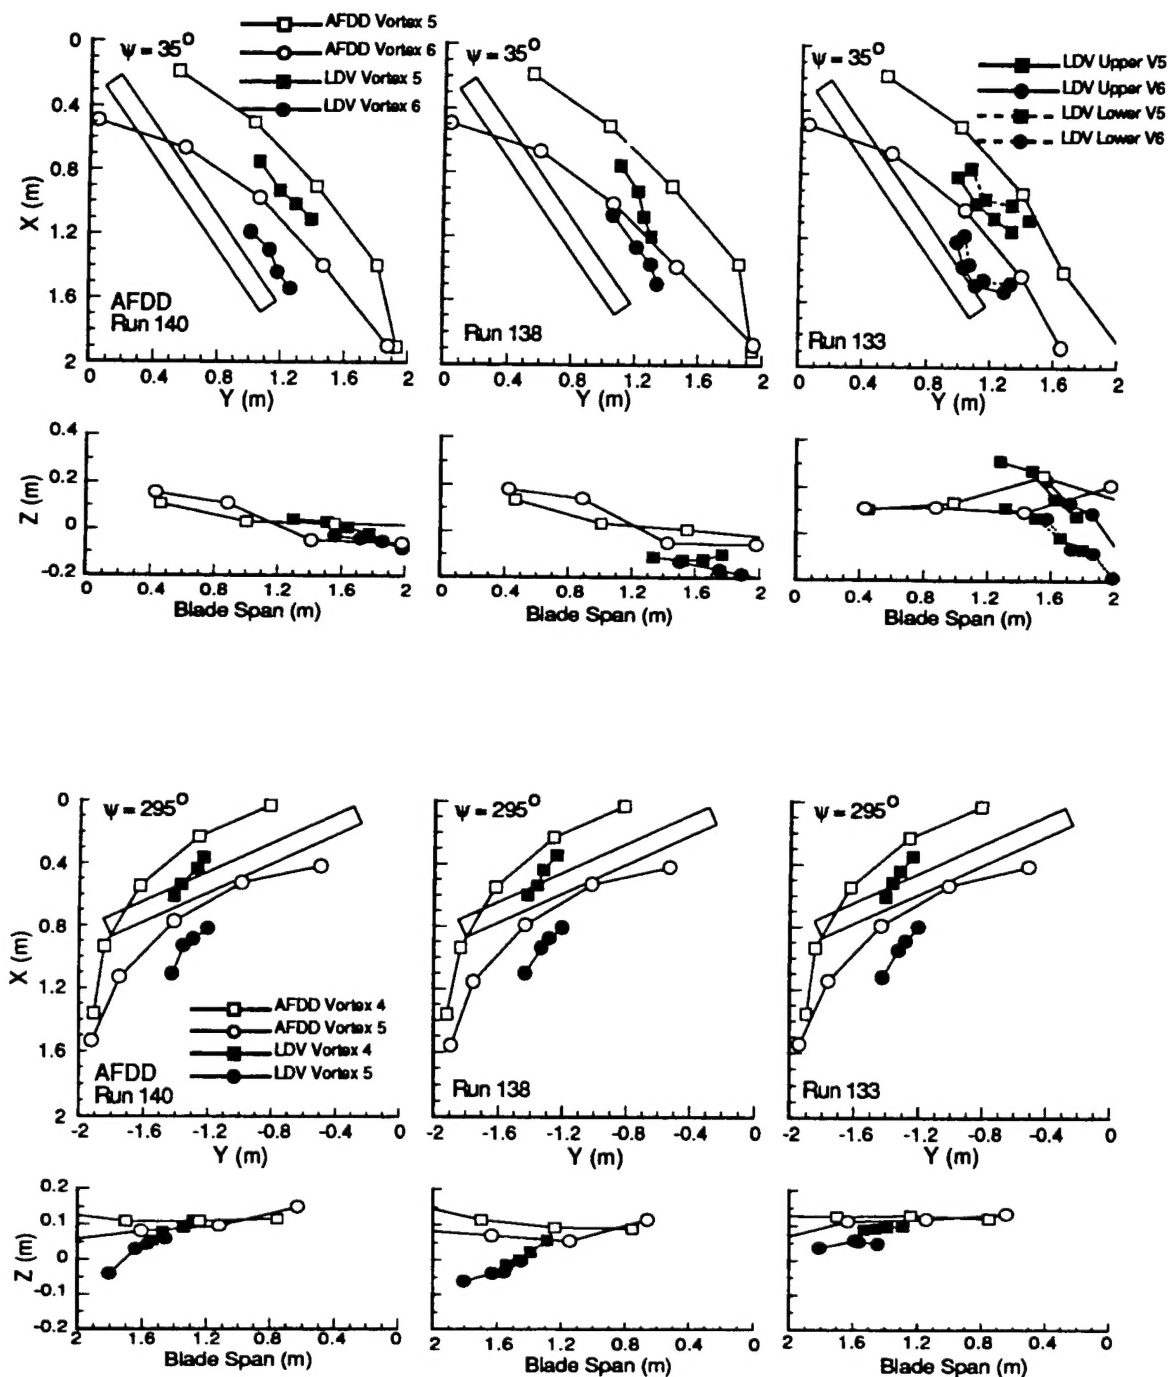 ψ = 35°
AFDD Vortex 5
AFDD Vortex 6
LDV Vortex 5
LDV Vortex 6
0
0.4
0.8
1.2
1.6
2
X (m)
AFDD
Run 140
0 0.4 0.8 1.2 1.6 2
Y (m)
ψ = 35°
Run 138
0 0.4 0.8 1.2 1.6 2
Y (m)
ψ = 35°
LDV Upper V5
LDV Upper V6
LDV Lower V5
LDV Lower V6
Run 133
0 0.4 0.8 1.2 1.6 2
Y (m)
0.4
0.2
0
-0.2
Z (m)
0 0.4 0.8 1.2 1.6 2
Blade Span (m)
0 0.4 0.8 1.2 1.6 2
Blade Span (m)
0 0.4 0.8 1.2 1.6 2
Blade Span (m)
ψ = 295°
0
0.4
0.8
1.2
1.6
2
X (m)
AFDD Vortex 4
AFDD Vortex 5
LDV Vortex 4
LDV Vortex 5
AFDD
Run 140
-2 -1.6 -1.2 -0.8 -0.4 0
Y (m)
ψ = 295°
Run 138
-2 -1.6 -1.2 -0.8 -0.4 0
Y (m)
ψ = 295°
Run 133
-2 -1.6 -1.2 -0.8 -0.4 0
Y (m)
0.2
0.1
0
-0.1
-0.2
Z (m)
2 1.6 1.2 0.8 0.4 0
Blade Span (m)
2 1.6 1.2 0.8 0.4 0
Blade Span (m)
2 1.6 1.2 0.8 0.4 0
Blade Span (m)